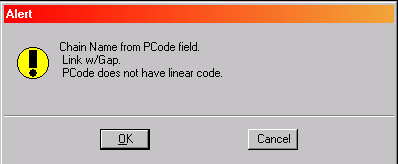 Alert
Chain Name from PCode field.
Link w/Gap.
PCode does not have linear code.
OK
Cancel